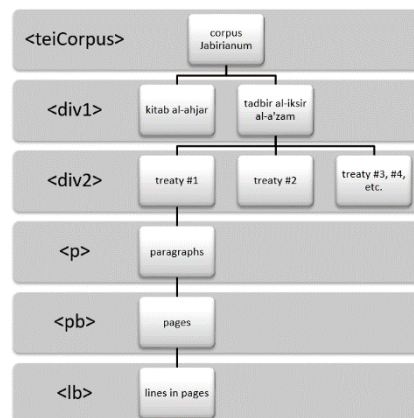 <teiCorpus>
corpus
Jabirianum
<div1>
kitab al-ahjar
tadbir al-iksir
al-a'zam
<div2>
treaty #1
treaty #2
treaty #3, #4,
etc.
<p>
paragraphs
<pb>
pages
<lb>
lines in pages